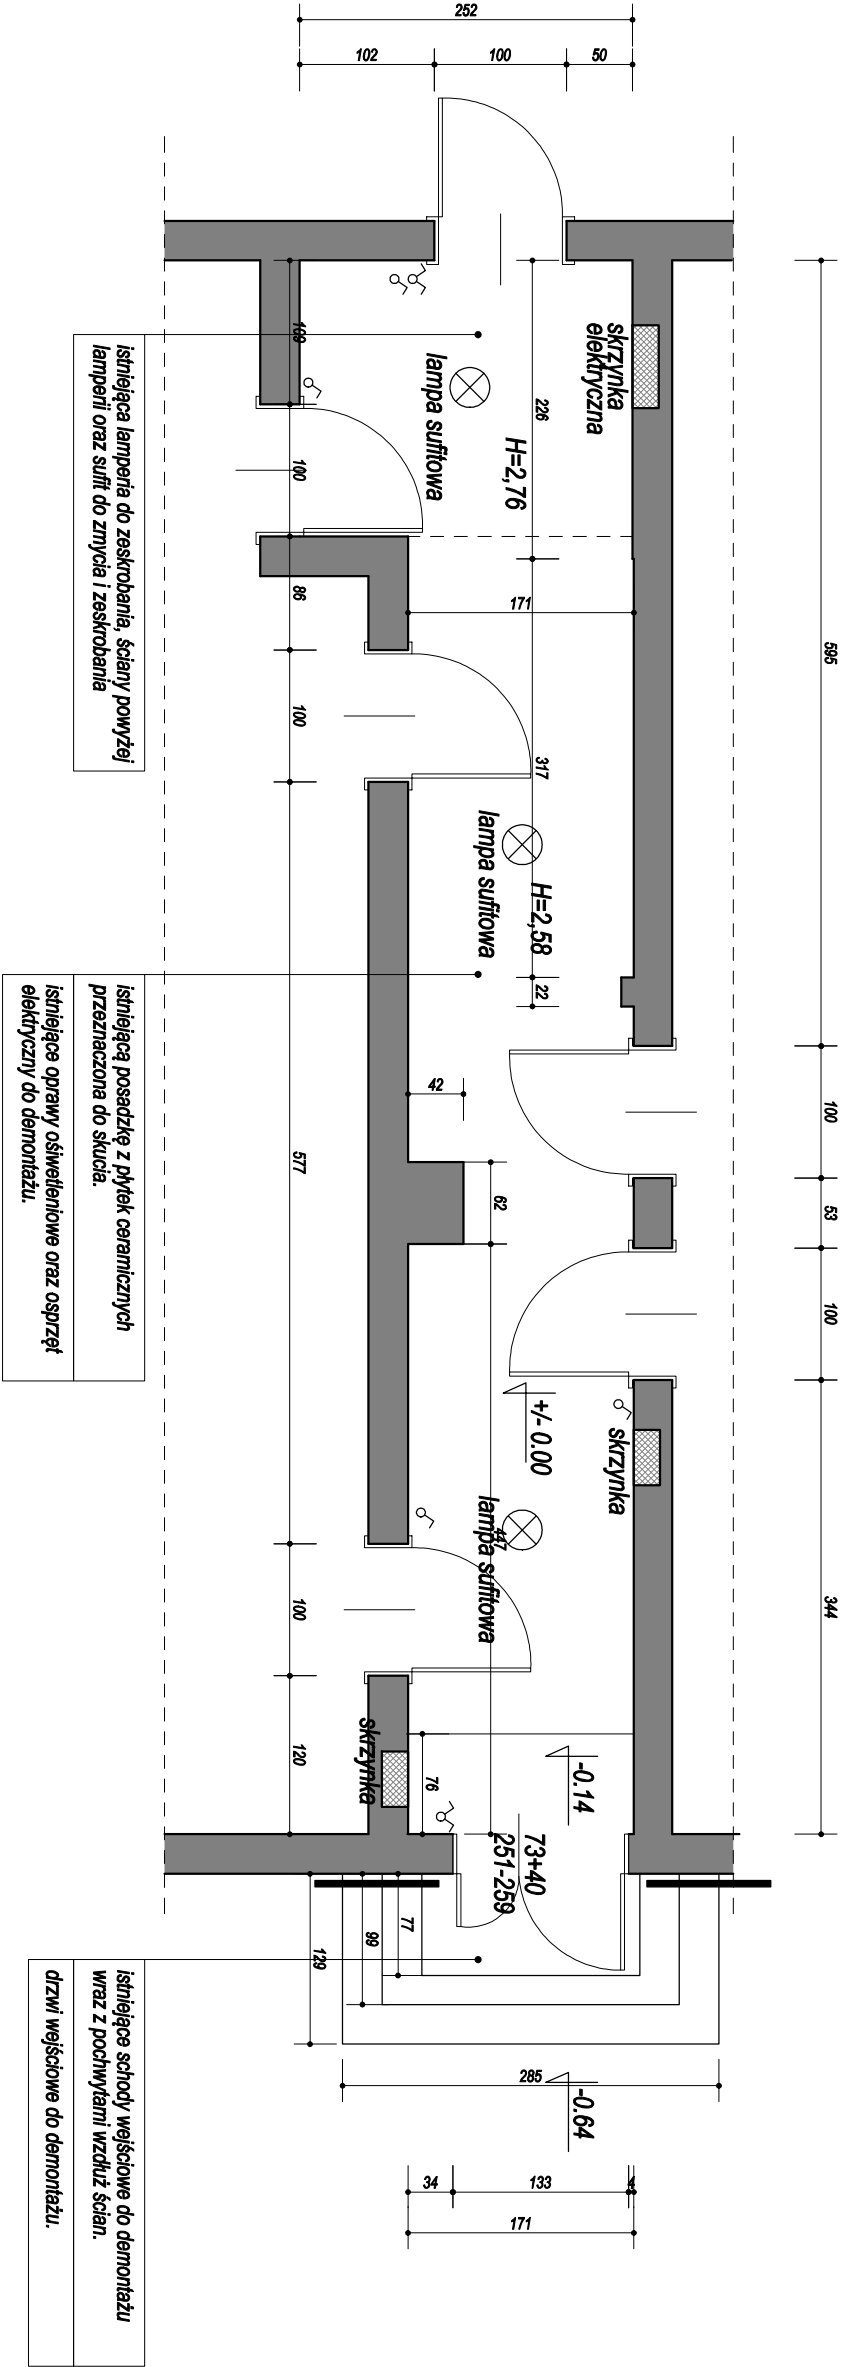 252
102
100
50
skrzynka
elektryczna
lampa sufitowa
H=2,76
226
169
100
86
100
577
100
120
171
317
lampa sufitowa
H=2,58
22
42
62
447
595
100
53
100
344
+/- 0.00
skrzynka
lampa sufitowa
skrzynka
76
-0.14
73+40
251-259
77
99
129
285
-0.64
34
133
4
171
istniejąca lamperia do zeskrobania, ściany powyżej
lamperii oraz sufit do zmycia i zeskrobania
istniejącą posadzkę z płytek ceramicznych
przeznaczona do skucia.
istniejące oprawy ośiwetleniowe oraz osprzęt
elektryczny do demontażu.
istniejące schody wejściowe do demontażu
wraz z pochwytami wzdłuż ścian.
drzwi wejściowe do demontażu.